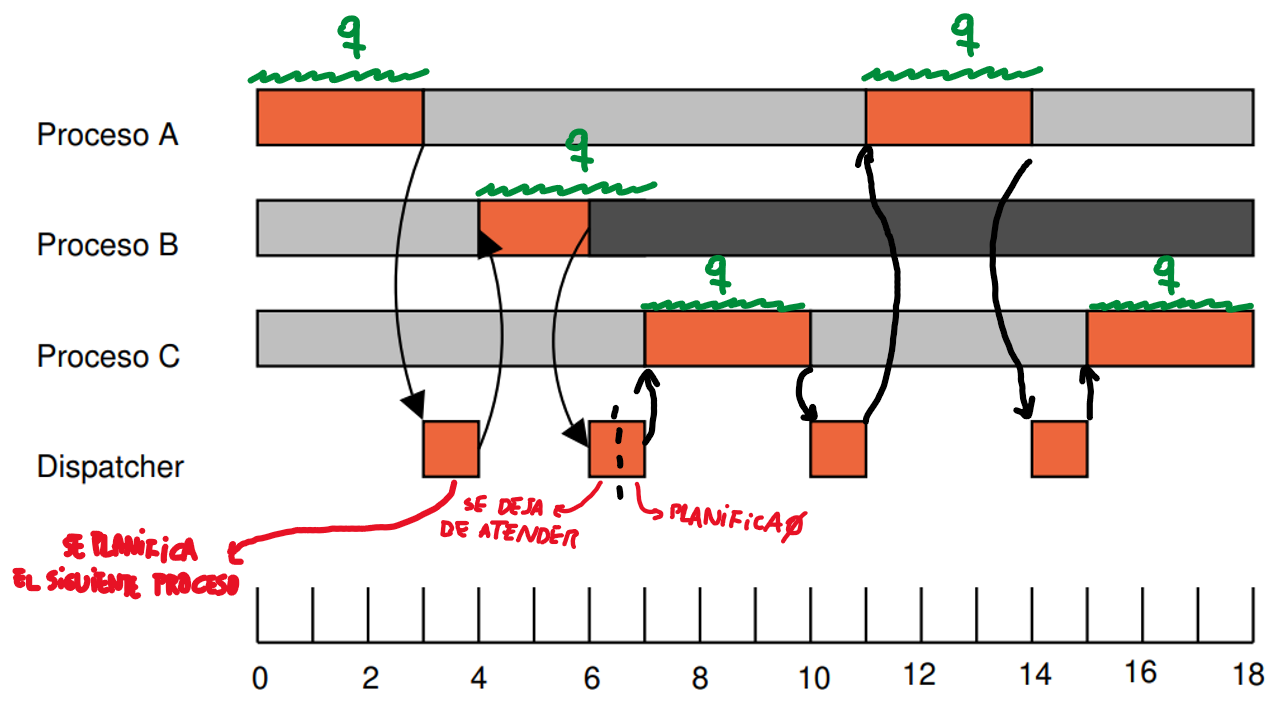 q
q
Proceso A
q
Proceso B
q
q
Proceso C
Dispatcher
SE DEJA
DE ATENDER
PLANIFICAØ
SE PLANIFICA
EL SIGUIENTE PROCESO
0 2 4 6 8 10 12 14 16 18